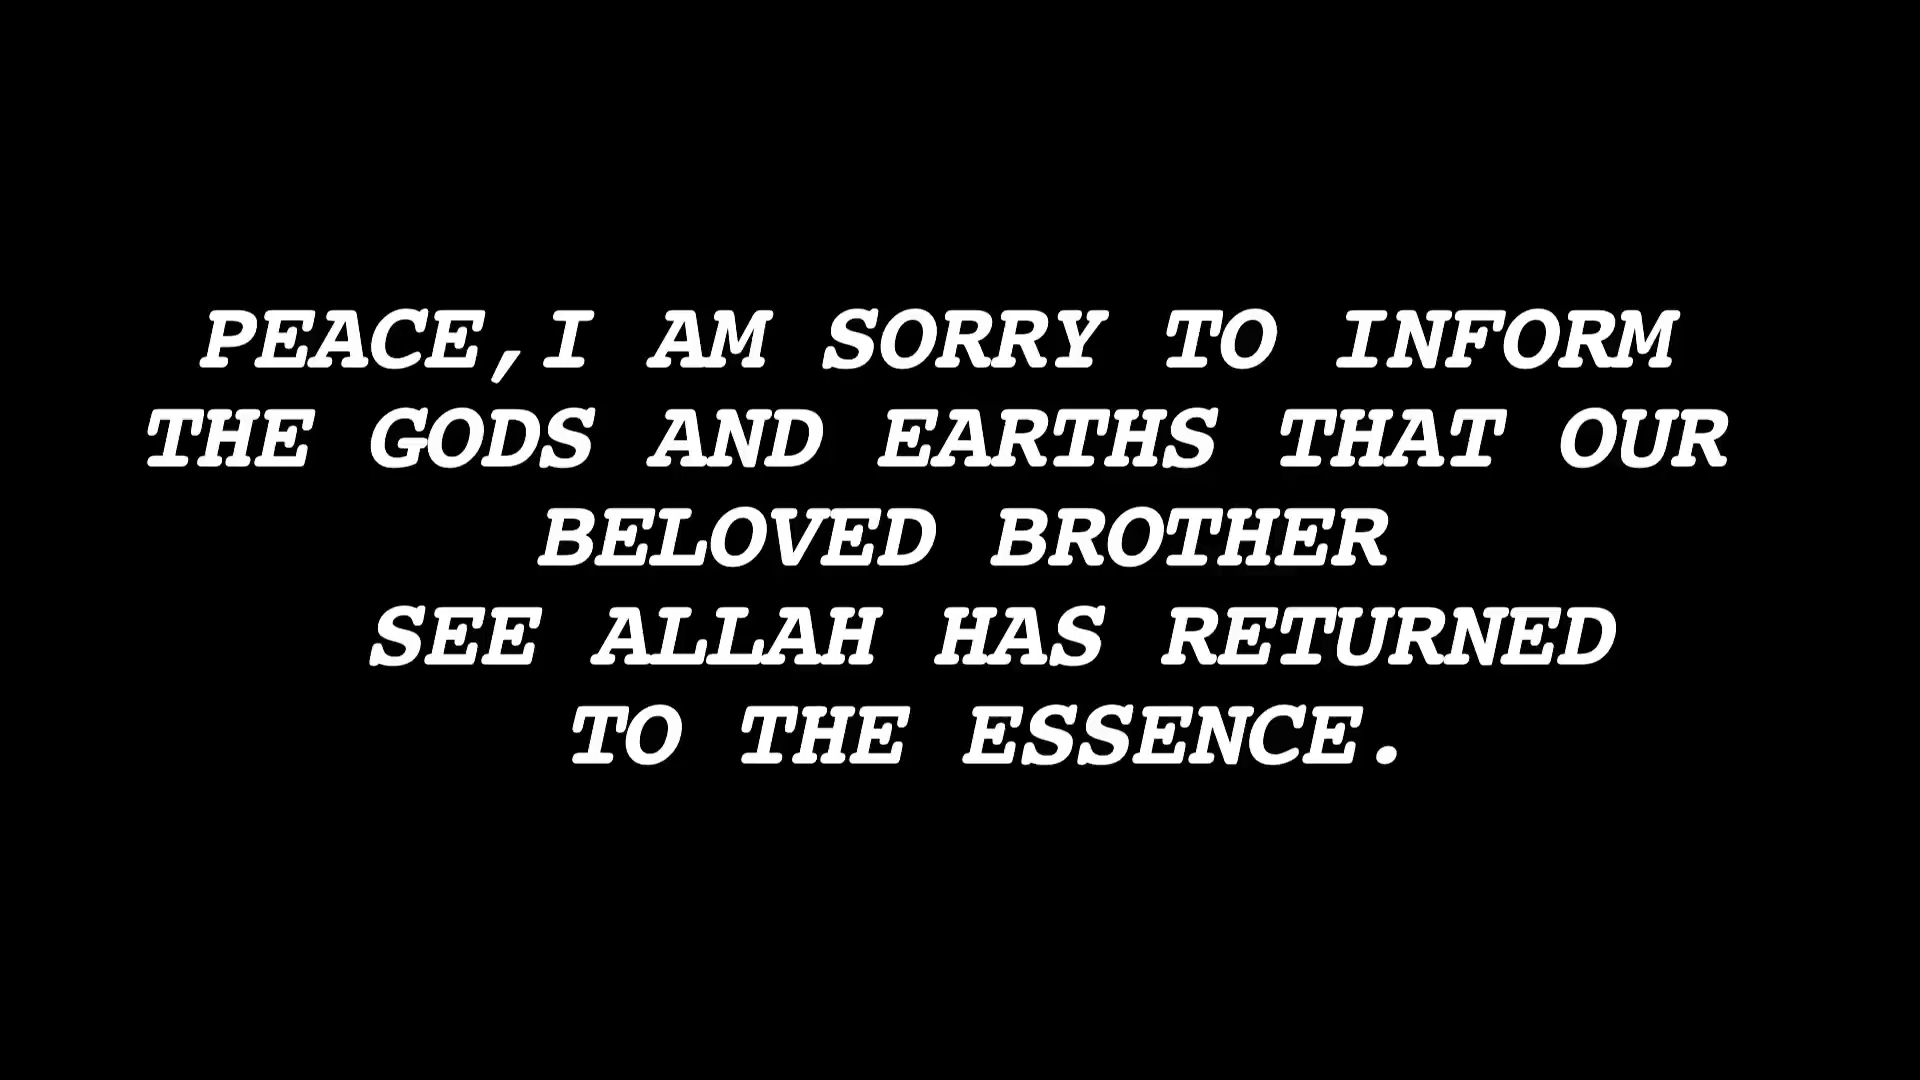 PEACE,I AM SORRY TO INFORM
THE GODS AND EARTHS THAT OUR
BELOVED BROTHER
SEE ALLAH HAS RETURNED
TO THE ESSENCE.